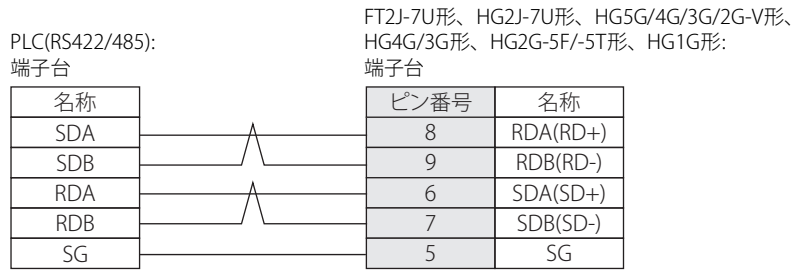 PLC(RS422/485):
端子台
FT2J-7U形、HG2J-7U形、HG5G/4G/3G/2G-V形、
HG4G/3G形、HG2G-5F/-5T形、HG1G形:
端子台
名称 ピン番号 名称
SDA 8 RDA(RD+)
SDB 9 RDB(RD-)
RDA 6 SDA(SD+)
RDB 7 SDB(SD-)
SG 5 SG